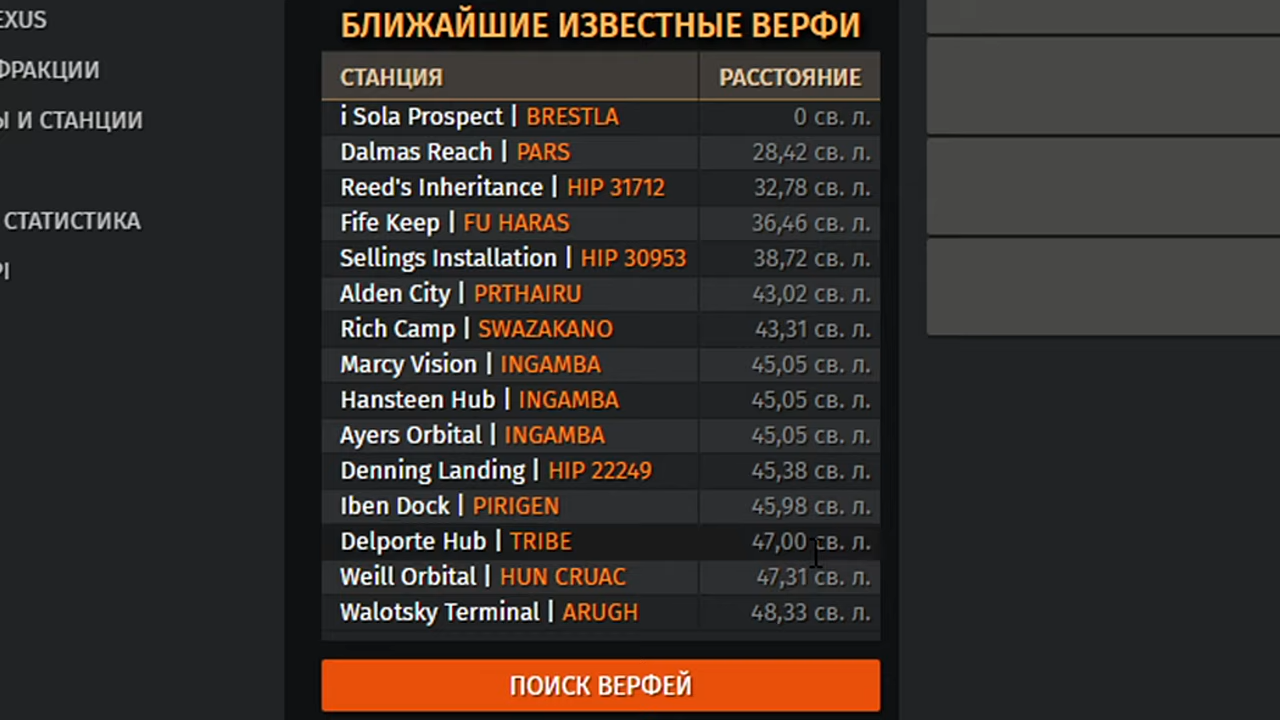 EXUS
ФРАКЦИИ
Ы И СТАНЦИИ
СТАТИСТИКА
PI
БЛИЖАЙШИЕ ИЗВЕСТНЫЕ ВЕРФИ
СТАНЦИЯ РАССТОЯНИЕ
i Sola Prospect | BRESTLA 0 св. л.
Dalmas Reach | PARS 28,42 св. л.
Reed's Inheritance | HIP 31712 32,78 св. л.
Fife Keep | FU HARAS 36,46 св. л.
Sellings Installation | HIP 30953 38,72 св. л.
Alden City | PRTHAIRU 43,02 св. л.
Rich Camp | SWAZAKANO 43,31 св. л.
Marcy Vision | INGAMBA 45,05 св. л.
Hansteen Hub | INGAMBA 45,05 св. л.
Ayers Orbital | INGAMBA 45,05 св. л.
Denning Landing | HIP 22249 45,38 св. л.
Iben Dock | PIRIGEN 45,98 св. л.
Delporte Hub | TRIBE 47,00 св. л.
Weill Orbital | HUN CRUAC 47,31 св. л.
Walotsky Terminal | ARUGH 48,33 св. л.
ПОИСК ВЕРФЕЙ